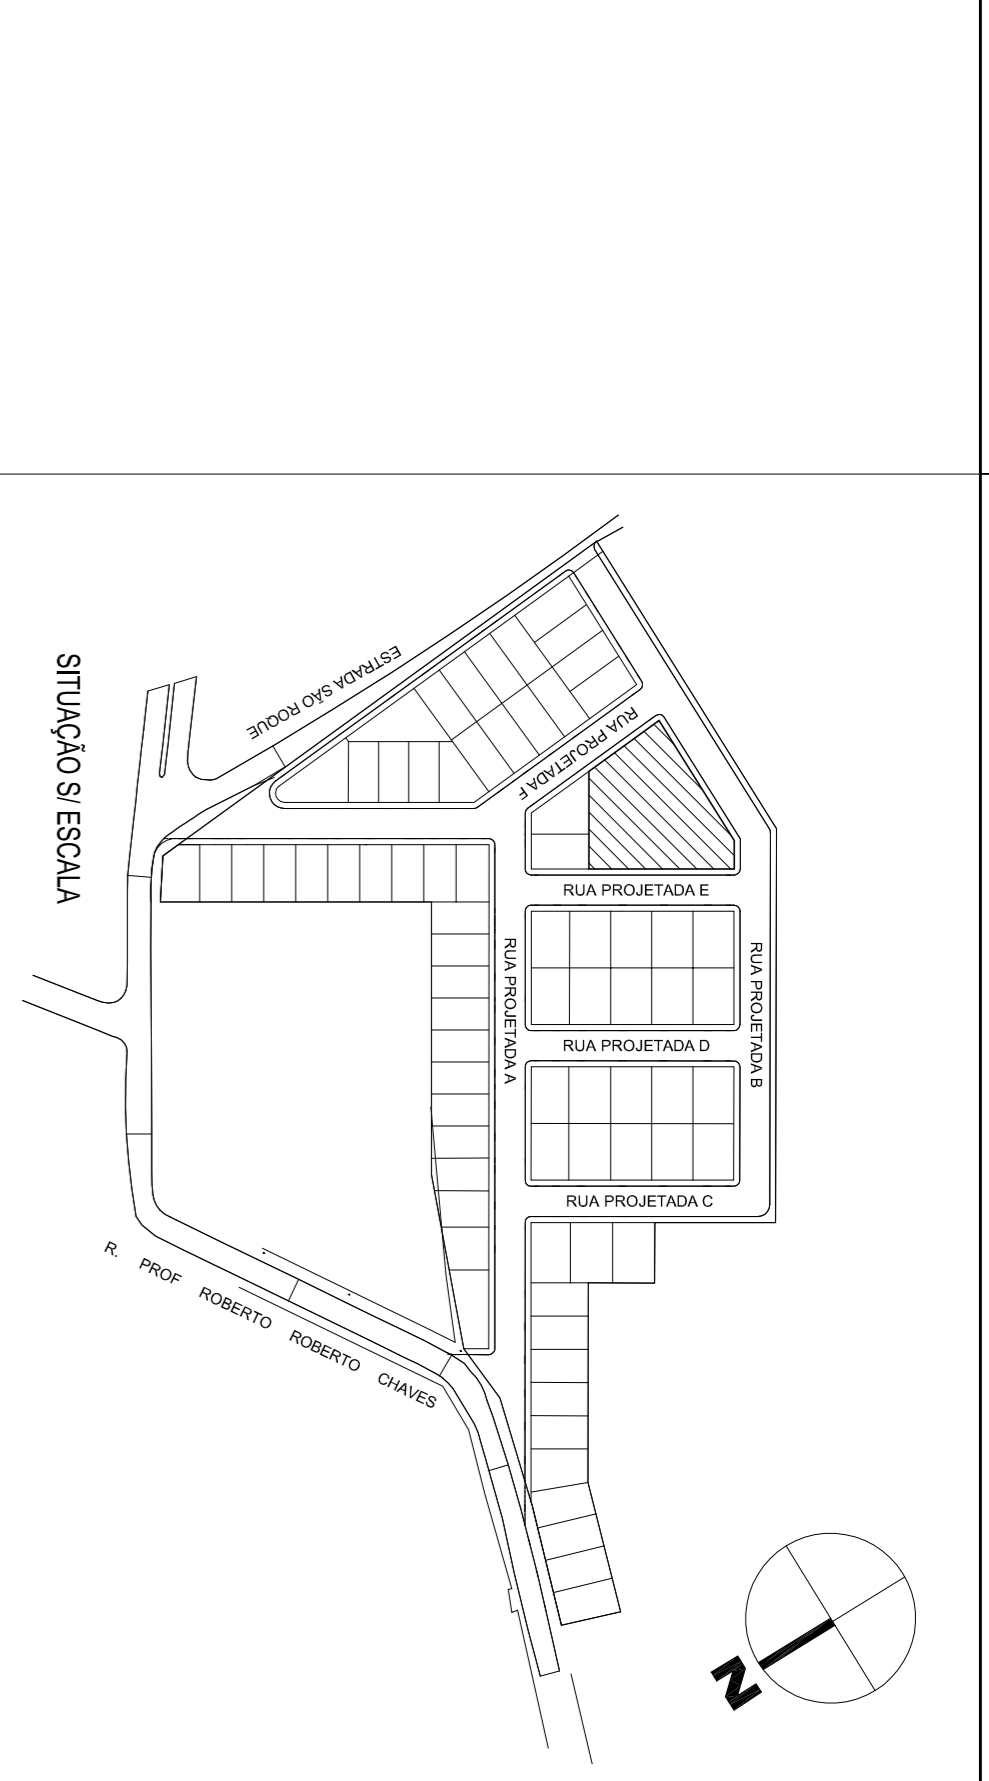 SITUAÇÃO S/ ESCALA
ESTRADA SÃO ROQUE
RUA PROJETADA F
RUA PROJETADA E
RUA PROJETADA A
RUA PROJETADA B
RUA PROJETADA D
RUA PROJETADA C
R. PROF ROBERTO ROBERTO CHAVES
N